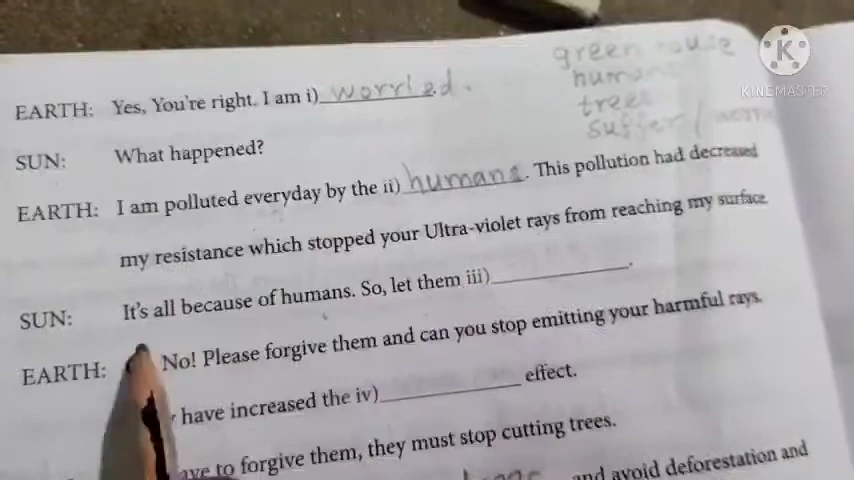 green house
humans
trees
suffer /
KINEMASTER
EARTH: Yes, You're right. I am i) worried.
SUN: What happened?
EARTH: I am polluted everyday by the ii) humans. This pollution had decreased
my resistance which stopped your Ultra-violet rays from reaching my surface
SUN: It's all because of humans. So, let them iii)____________.
EARTH: No! Please forgive them and can you stop emitting your harmful rays.
have increased the iv)____________ effect.
to forgive them, they must stop cutting trees.
and avoid deforestation and